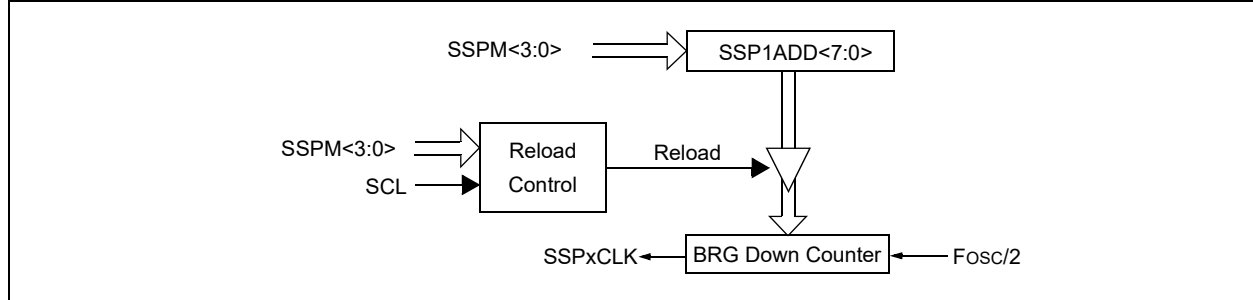 SSPM<3:0>
SSP1ADD<7:0>
SSPM<3:0>
Reload
Control
Reload
SCL
SSPxCLK
BRG Down Counter
FOSC/2